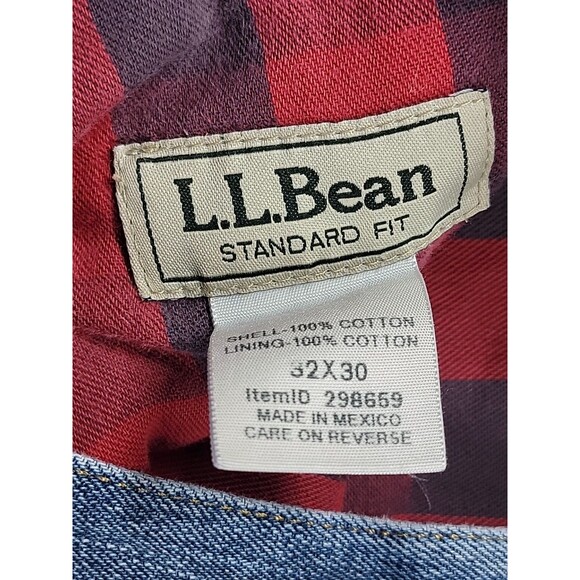 L.L.Bean
STANDARD FIT
SHELL-100% COTTON
LINING-100% COTTON
32X30
ItemID 298659
MADE IN MEXICO
CARE ON REVERSE